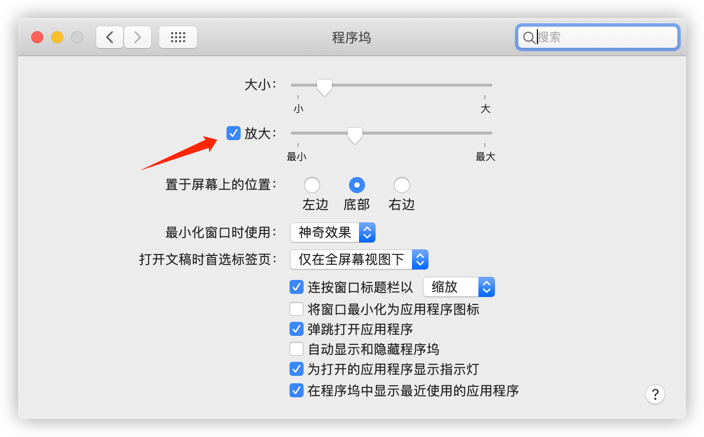 程序坞
搜索
大小：
小 大
放大：
最小 最大
置于屏幕上的位置：
左边 底部 右边
最小化窗口时使用： 神奇效果
打开文稿时首选标签页： 仅在全屏幕视图下
连按窗口标题栏以 缩放
将窗口最小化为应用程序图标
弹跳打开应用程序
自动显示和隐藏程序坞
为打开的应用程序显示指示灯
在程序坞中显示最近使用的应用程序
?